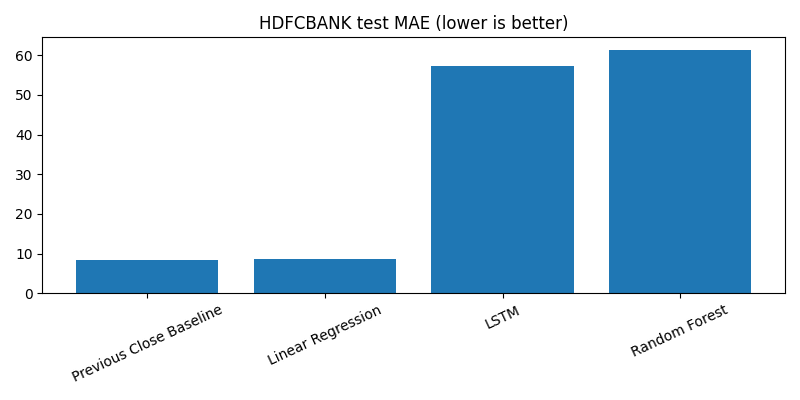 HDFCBANK test MAE (lower is better)
60
50
40
30
20
10
0
Previous Close Baseline
Linear Regression
LSTM
Random Forest